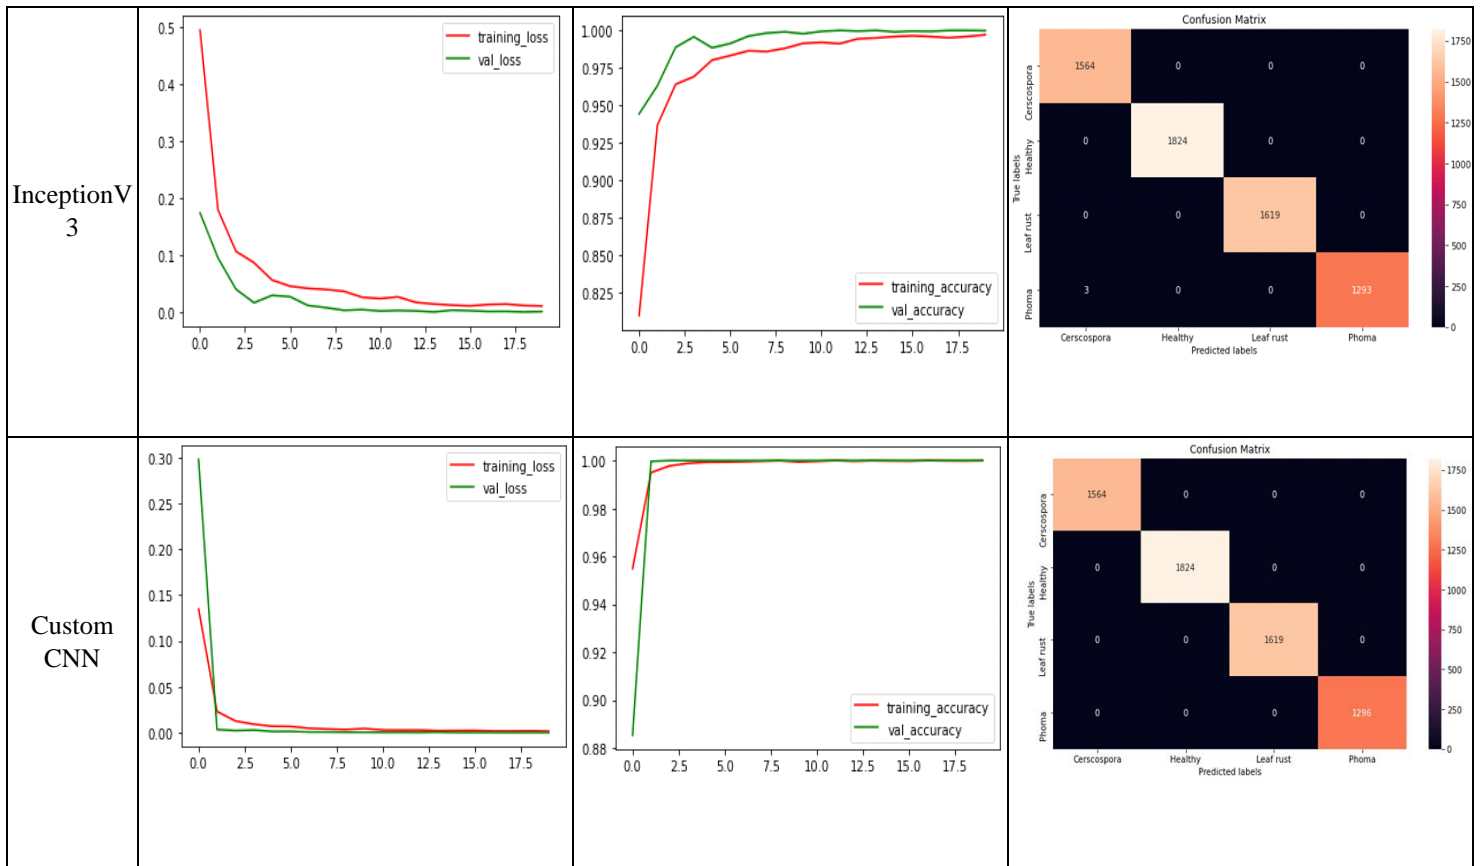 InceptionV
3
0.5
0.4
0.3
0.2
0.1
0.0
0.0 2.5 5.0 7.5 10.0 12.5 15.0 17.5
training_loss
val_loss
1.000
0.975
0.950
0.925
0.900
0.875
0.850
0.825
0.0 2.5 5.0 7.5 10.0 12.5 15.0 17.5
training_accuracy
val_accuracy
Confusion Matrix
True labels
Cerscospora
Healthy
Leaf rust
Phoma
1564 0 0 0
0 1824 0 0
0 0 1619 0
3 0 0 1293
Cerscospora Healthy Leaf rust Phoma
Predicted labels
1750
1500
1250
1000
750
500
250
0
Custom
CNN
0.30
0.25
0.20
0.15
0.10
0.05
0.00
0.0 2.5 5.0 7.5 10.0 12.5 15.0 17.5
training_loss
val_loss
1.00
0.98
0.96
0.94
0.92
0.90
0.88
0.0 2.5 5.0 7.5 10.0 12.5 15.0 17.5
training_accuracy
val_accuracy
Confusion Matrix
True labels
Cerscospora
Healthy
Leaf rust
Phoma
1564 0 0 0
0 1824 0 0
0 0 1619 0
0 0 0 1296
Cerscospora Healthy Leaf rust Phoma
Predicted labels
1750
1500
1250
1000
750
500
250
0